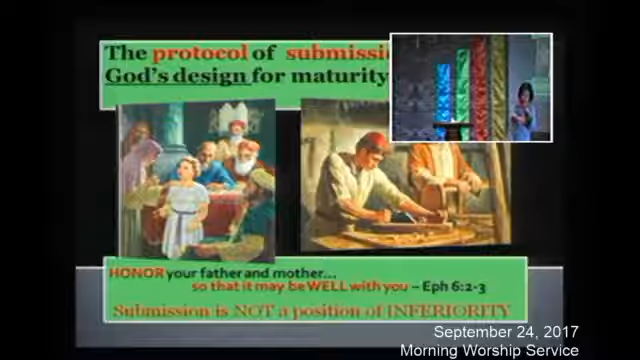 The protocol of submissi
God's design for maturity
HONOR your father and mother...
so that it may be WELL with you – Eph 6:2-3
Submission is NOT a position of INFERIORITY
September 24, 2017
Morning Worship Service